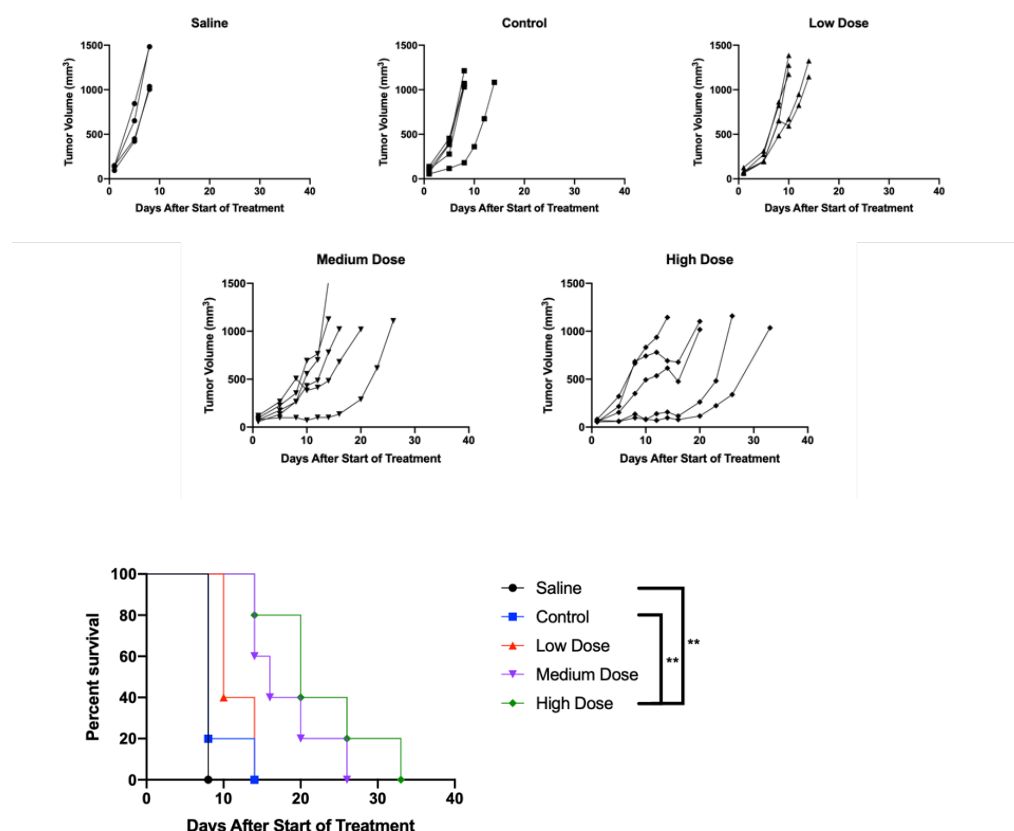 Saline
Control
Low Dose
Tumor Volume (mm3)
1500
1000
500
0
0 10 20 30 40
Days After Start of Treatment
Tumor Volume (mm3)
1500
1000
500
0
0 10 20 30 40
Days After Start of Treatment
Tumor Volume (mm3)
1500
1000
500
0
0 10 20 30 40
Days After Start of Treatment
Medium Dose
High Dose
Tumor Volume (mm3)
1500
1000
500
0
0 10 20 30 40
Days After Start of Treatment
Tumor Volume (mm3)
1500
1000
500
0
0 10 20 30 40
Days After Start of Treatment
Percent survival
100
80
60
40
20
0
0 10 20 30 40
Days After Start of Treatment
Saline
Control
Low Dose
Medium Dose
High Dose
**
**